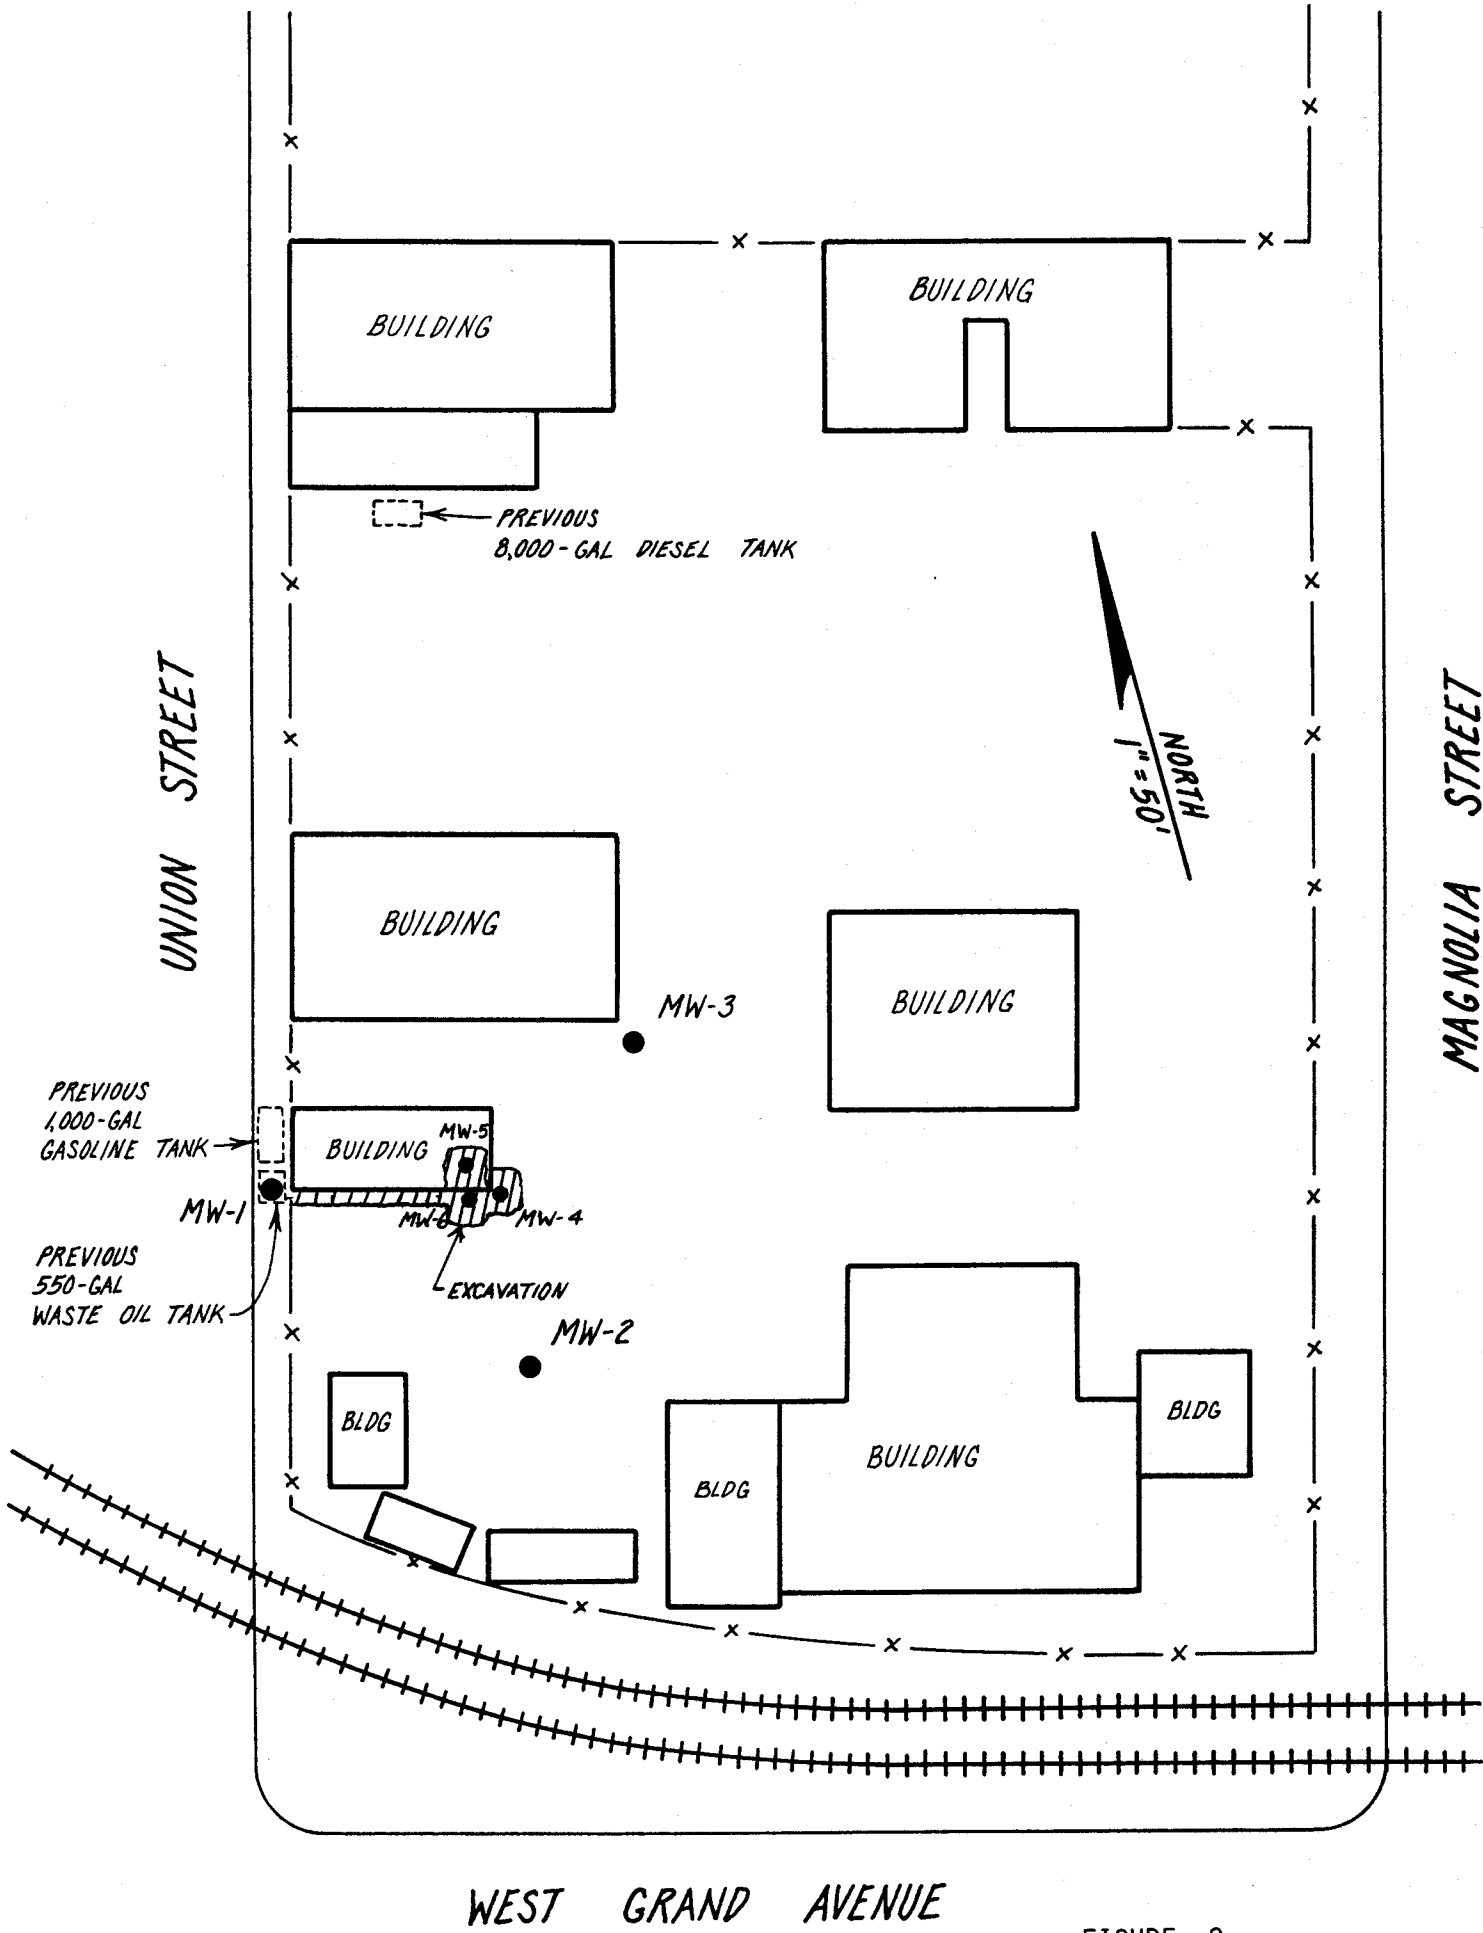 BUILDING
BUILDING
PREVIOUS
8,000-GAL DIESEL TANK
NORTH
1" = 50'
UNION STREET
MAGNOLIA STREET
BUILDING
MW-3
BUILDING
PREVIOUS
1,000-GAL
GASOLINE TANK
BUILDING
MW-5
MW-1
MW-6
MW-4
PREVIOUS
550-GAL
WASTE OIL TANK
EXCAVATION
MW-2
BLDG
BLDG
BUILDING
BLDG
WEST GRAND AVENUE